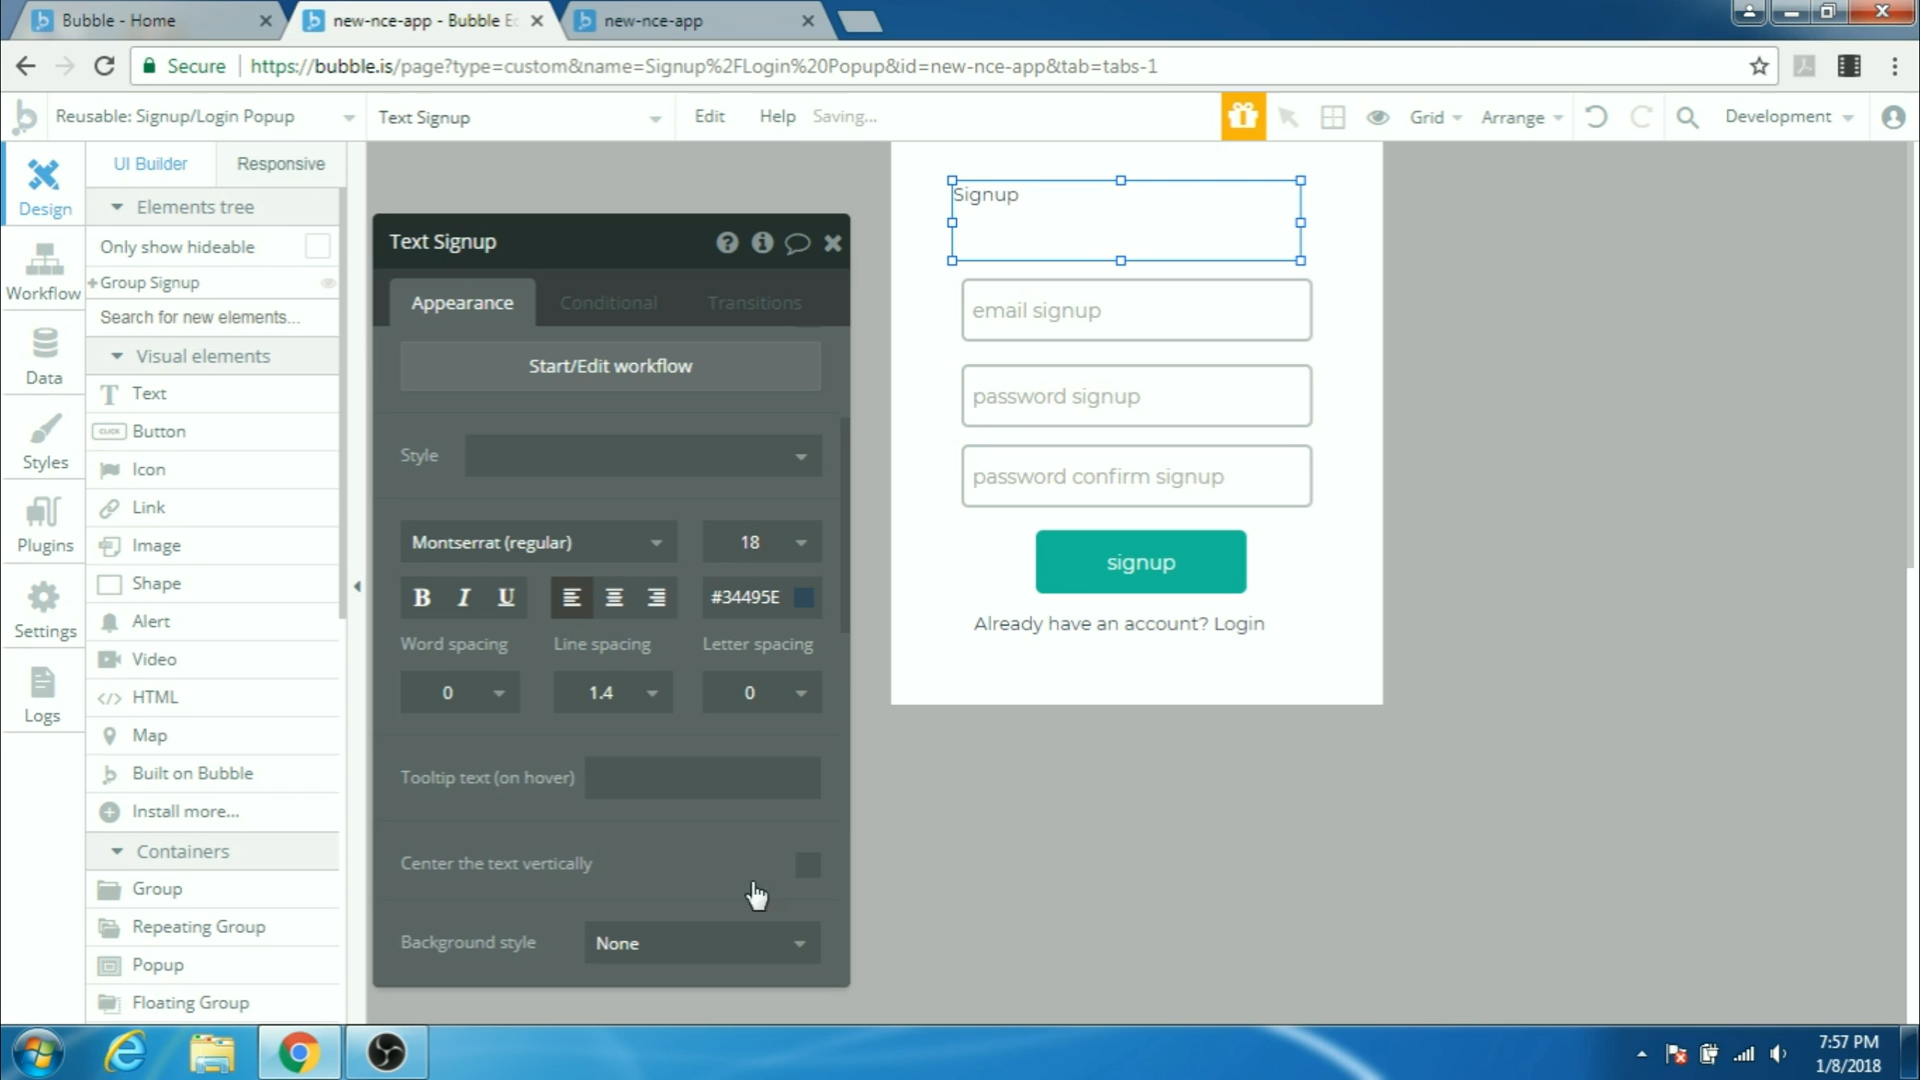 Bubble - Home
new-nce-app - Bubble Ec
new-nce-app
Secure
https://bubble.is/page?type=custom&name=Signup%2FLogin%20Popup&id=new-nce-app&tab=tabs-1
Reusable: Signup/Login Popup
Text Signup
Edit
Help
Saving...
Grid
Arrange
Development
Design
Workflow
Data
Styles
Plugins
Settings
Logs
UI Builder
Responsive
Elements tree
Only show hideable
Group Signup
Search for new elements...
Visual elements
Text
CLICK
Button
Icon
Link
Image
Shape
Alert
Video
HTML
Map
Built on Bubble
Install more...
Containers
Group
Repeating Group
Popup
Floating Group
Text Signup
Appearance
Conditional
Transitions
Start/Edit workflow
Style
Montserrat (regular)
18
B I U
#34495E
Word spacing
Line spacing
Letter spacing
0
1.4
0
Tooltip text (on hover)
Center the text vertically
Background style
None
Signup
email signup
password signup
password confirm signup
signup
Already have an account? Login
7:57 PM
1/8/2018